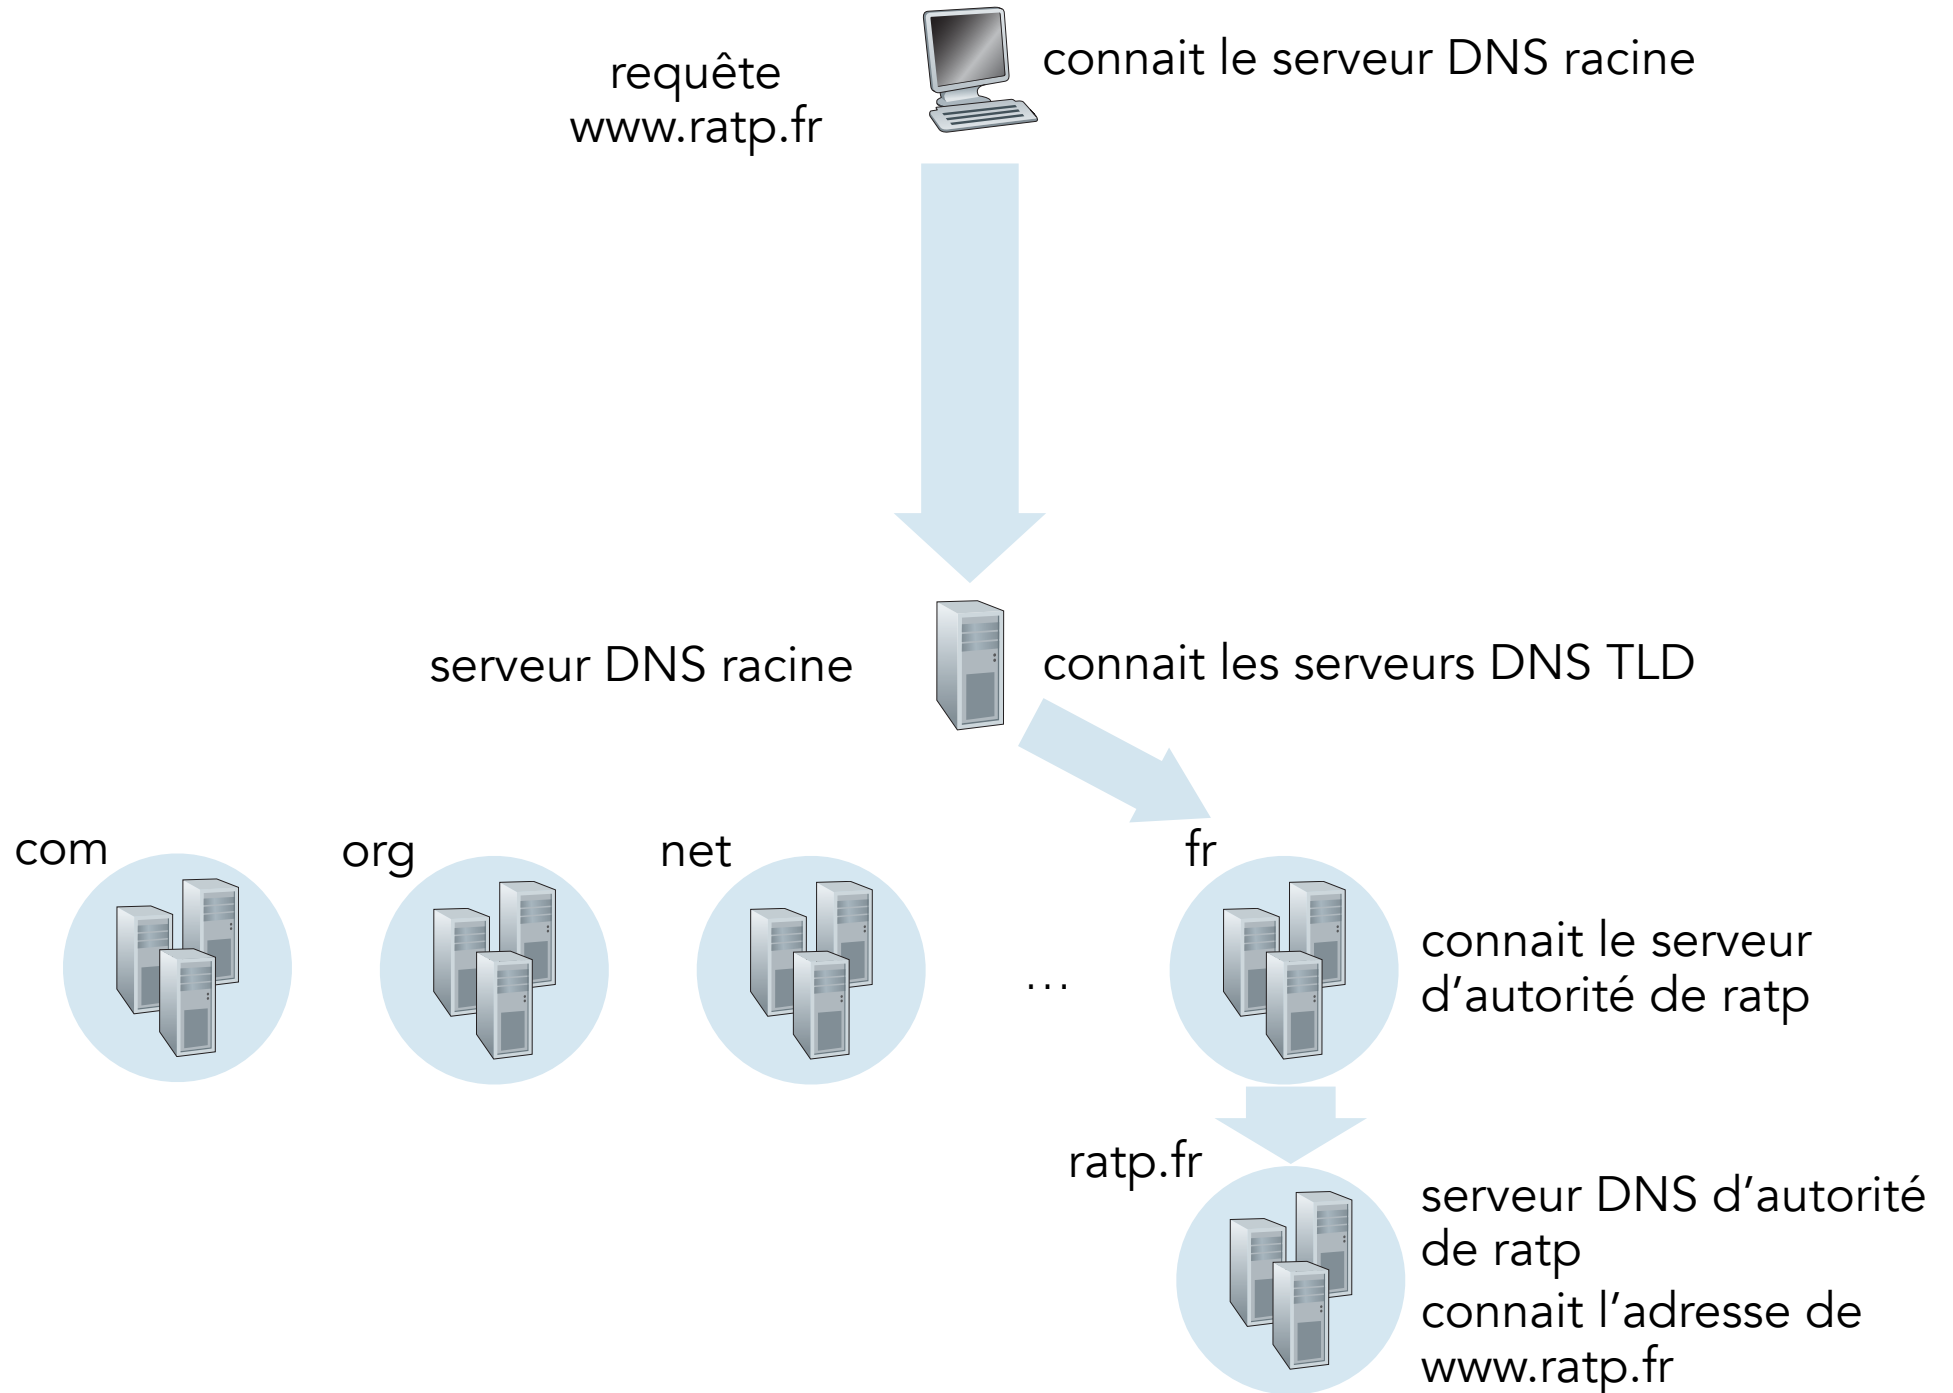 requête
www.ratp.fr
connait le serveur DNS racine
serveur DNS racine
connait les serveurs DNS TLD
com
org
net
...
fr
connait le serveur
d’autorité de ratp
ratp.fr
serveur DNS d’autorité
de ratp
connait l’adresse de
www.ratp.fr